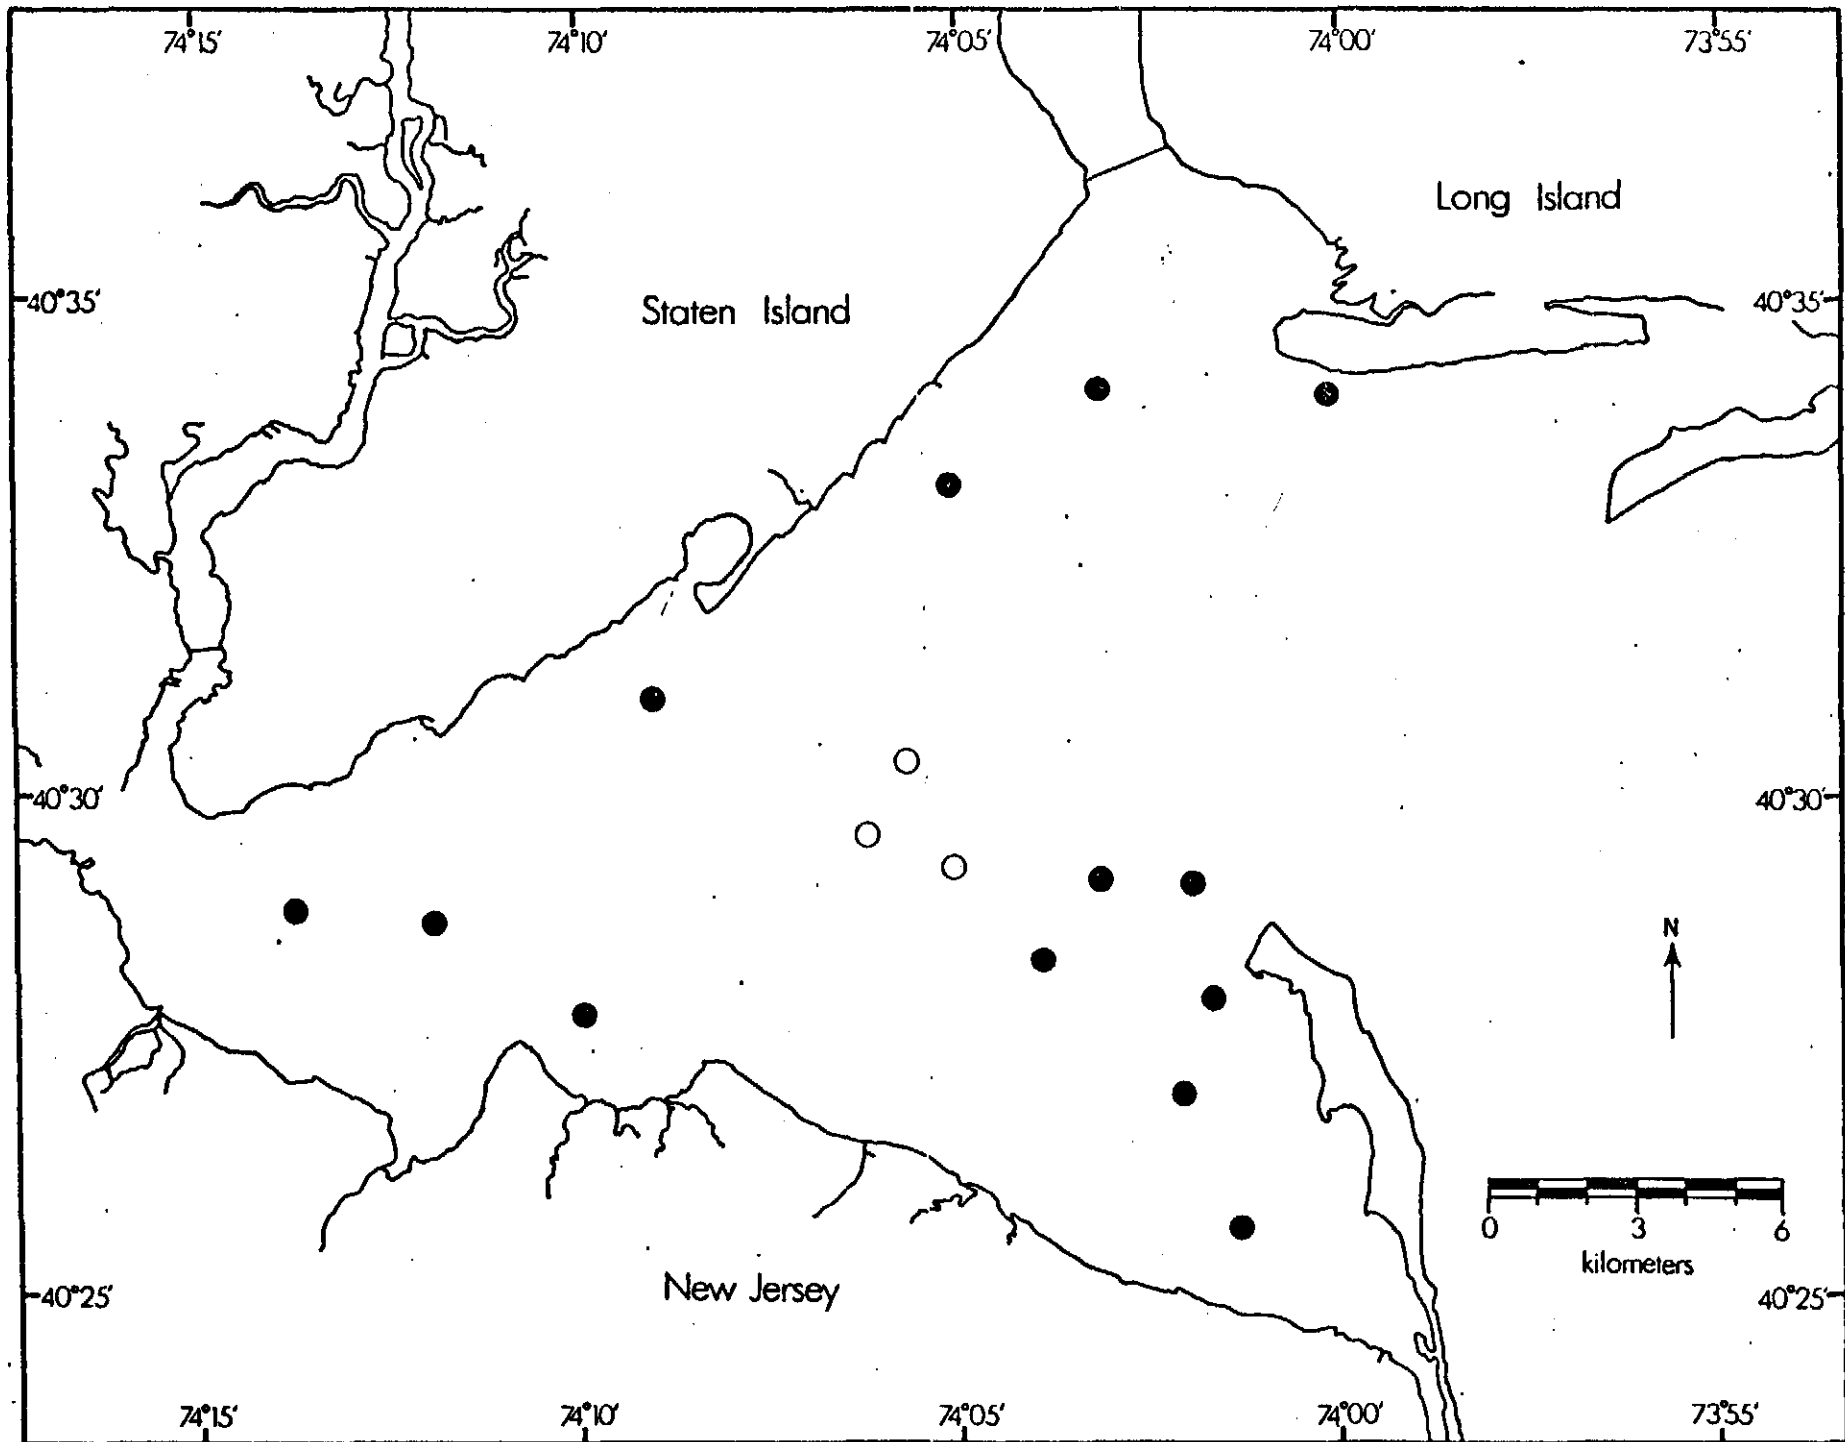 74°15' 74°10' 74°05' 74°00' 73°55'
Long Island
40°35' Staten Island 40°35'
40°30' 40°30'
N
0 3 6
kilometers
40°25' New Jersey 40°25'
74°15' 74°10' 74°05' 74°00' 73°55'